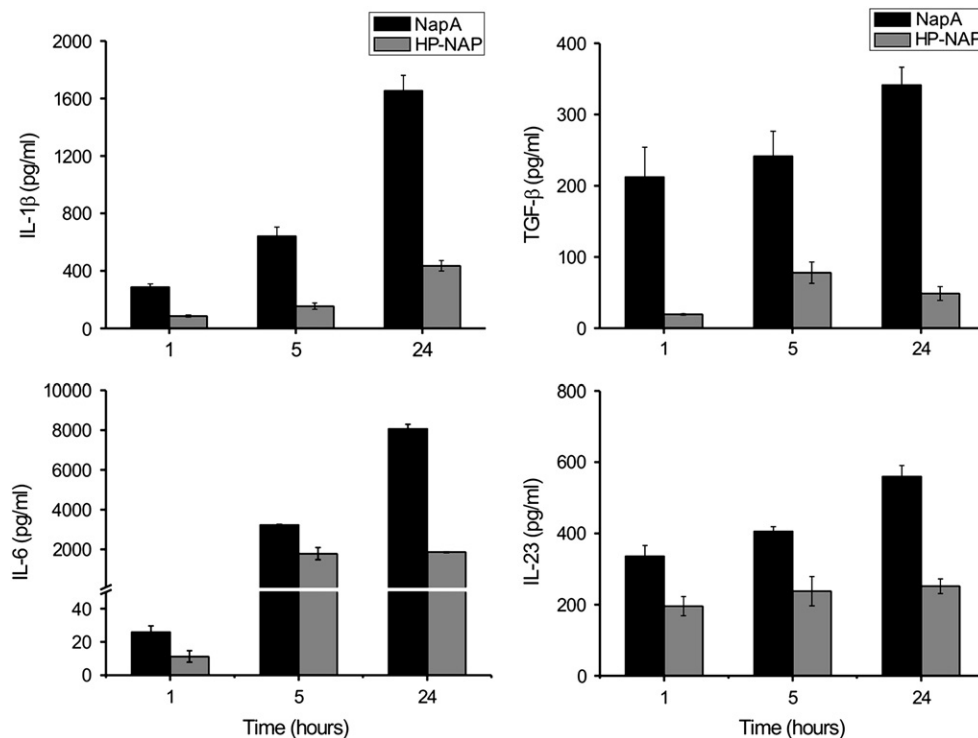 NapA
HP-NAP
2000
1600
1200
800
400
0
IL-1β (pg/ml)
1 5 24
NapA
HP-NAP
400
300
200
100
0
TGF-β (pg/ml)
1 5 24
10000
8000
6000
4000
2000
40
20
0
IL-6 (pg/ml)
1 5 24
Time (hours)
800
600
400
200
0
IL-23 (pg/ml)
1 5 24
Time (hours)